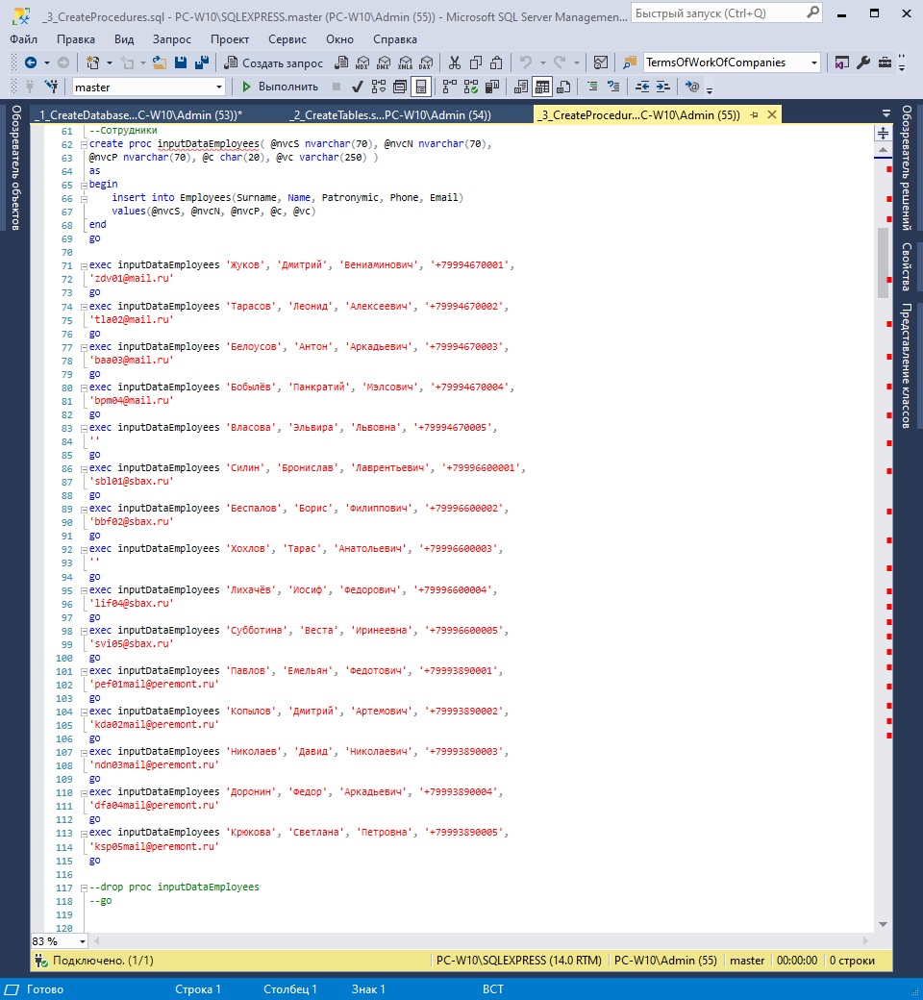 _3_CreateProcedures.sql - PC-W10\SQLEXPRESS.master (PC-W10\Admin (55)) - Microsoft SQL Server Managemen...
Быстрый запуск (Ctrl+Q)
Файл Правка Вид Запрос Проект Сервис Окно Справка
Создать запрос MDX DMX XMLA DAX TermsOfWorkOfCompanies
master Выполнить
Обозреватель объектов
_1_CreateDatabase...C-W10\Admin (53))* _2_CreateTables.s...PC-W10\Admin (54)) _3_CreateProcedur...C-W10\Admin (55))
61 --Сотрудники
62 create proc inputDataEmployees( @nvcS nvarchar(70), @nvcN nvarchar(70),
63 @nvcP nvarchar(70), @c char(20), @vc varchar(250) )
64 as
65 begin
66 insert into Employees(Surname, Name, Patronymic, Phone, Email)
67 values(@nvcS, @nvcN, @nvcP, @c, @vc)
68 end
69 go
70
71 exec inputDataEmployees 'Жуков', 'Дмитрий', 'Вениаминович', '+79994670001',
72 'zdv01@mail.ru'
73 go
74 exec inputDataEmployees 'Тарасов', 'Леонид', 'Алексеевич', '+79994670002',
75 'tla02@mail.ru'
76 go
77 exec inputDataEmployees 'Белоусов', 'Антон', 'Аркадьевич', '+79994670003',
78 'baa03@mail.ru'
79 go
80 exec inputDataEmployees 'Бобылёв', 'Панкратий', 'Мэлсович', '+79994670004',
81 'bpm04@mail.ru'
82 go
83 exec inputDataEmployees 'Власова', 'Эльвира', 'Львовна', '+79994670005',
84 ''
85 go
86 exec inputDataEmployees 'Силин', 'Бронислав', 'Лаврентьевич', '+79996600001',
87 'sbl01@sbax.ru'
88 go
89 exec inputDataEmployees 'Беспалов', 'Борис', 'Филиппович', '+79996600002',
90 'bbf02@sbax.ru'
91 go
92 exec inputDataEmployees 'Хохлов', 'Тарас', 'Анатольевич', '+79996600003',
93 ''
94 go
95 exec inputDataEmployees 'Лихачёв', 'Иосиф', 'Федорович', '+79996600004',
96 'lif04@sbax.ru'
97 go
98 exec inputDataEmployees 'Субботина', 'Веста', 'Иринеевна', '+79996600005',
99 'svi05@sbax.ru'
100 go
101 exec inputDataEmployees 'Павлов', 'Емельян', 'Федотович', '+79993890001',
102 'pef01mail@peremont.ru'
103 go
104 exec inputDataEmployees 'Копылов', 'Дмитрий', 'Артемович', '+79993890002',
105 'kda02mail@peremont.ru'
106 go
107 exec inputDataEmployees 'Николаев', 'Давид', 'Николаевич', '+79993890003',
108 'ndn03mail@peremont.ru'
109 go
110 exec inputDataEmployees 'Доронин', 'Федор', 'Аркадьевич', '+79993890004',
111 'dfa04mail@peremont.ru'
112 go
113 exec inputDataEmployees 'Крюкова', 'Светлана', 'Петровна', '+79993890005',
114 'ksp05mail@peremont.ru'
115 go
116
117 --drop proc inputDataEmployees
118 --go
119
120
Обозреватель решений
Свойства
Представление классов
83 %
Подключено. (1/1) PC-W10\SQLEXPRESS (14.0 RTM) PC-W10\Admin (55) master 00:00:00 0 строки
Готово Строка 1 Столбец 1 Знак 1 ВСТ